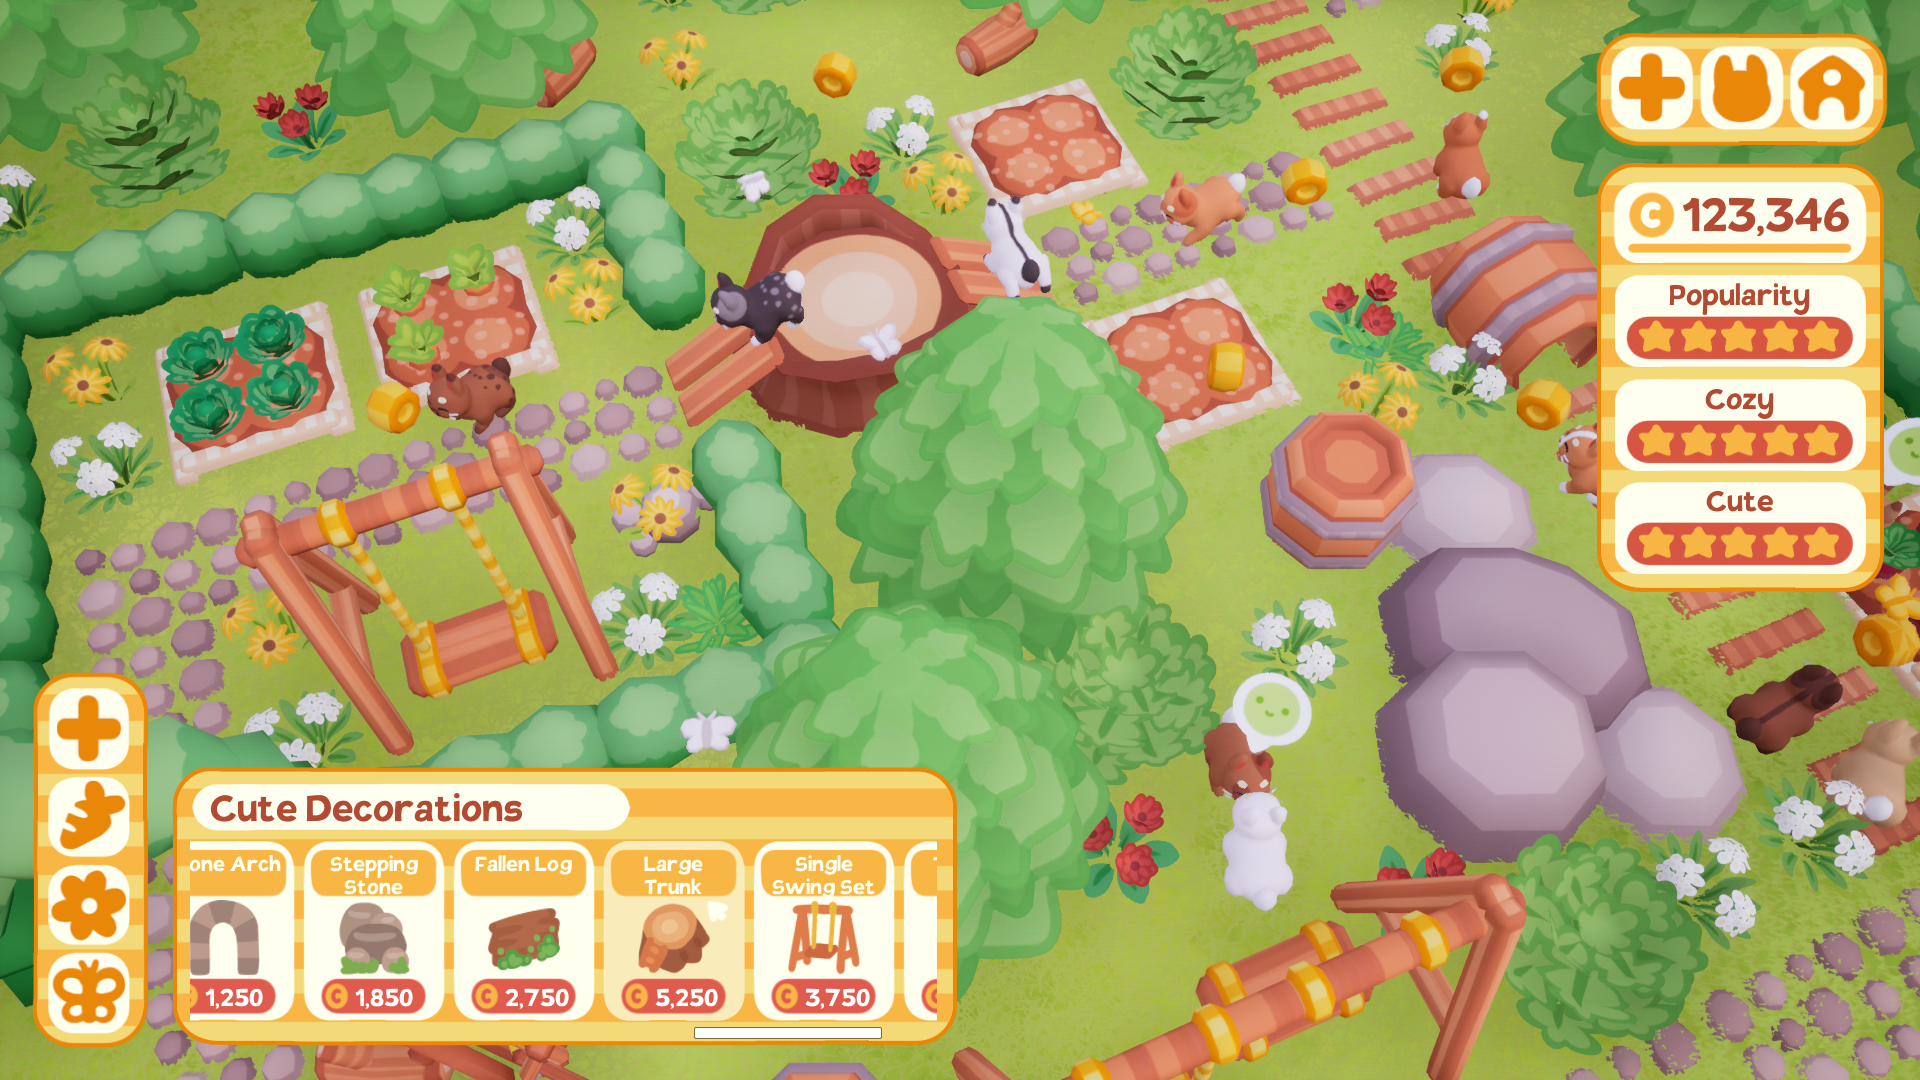 123,346
Popularity
Cozy
Cute
Cute Decorations
one Arch
1,250
Stepping
Stone
1,850
Fallen Log
2,750
Large
Trunk
5,250
Single
Swing Set
3,750